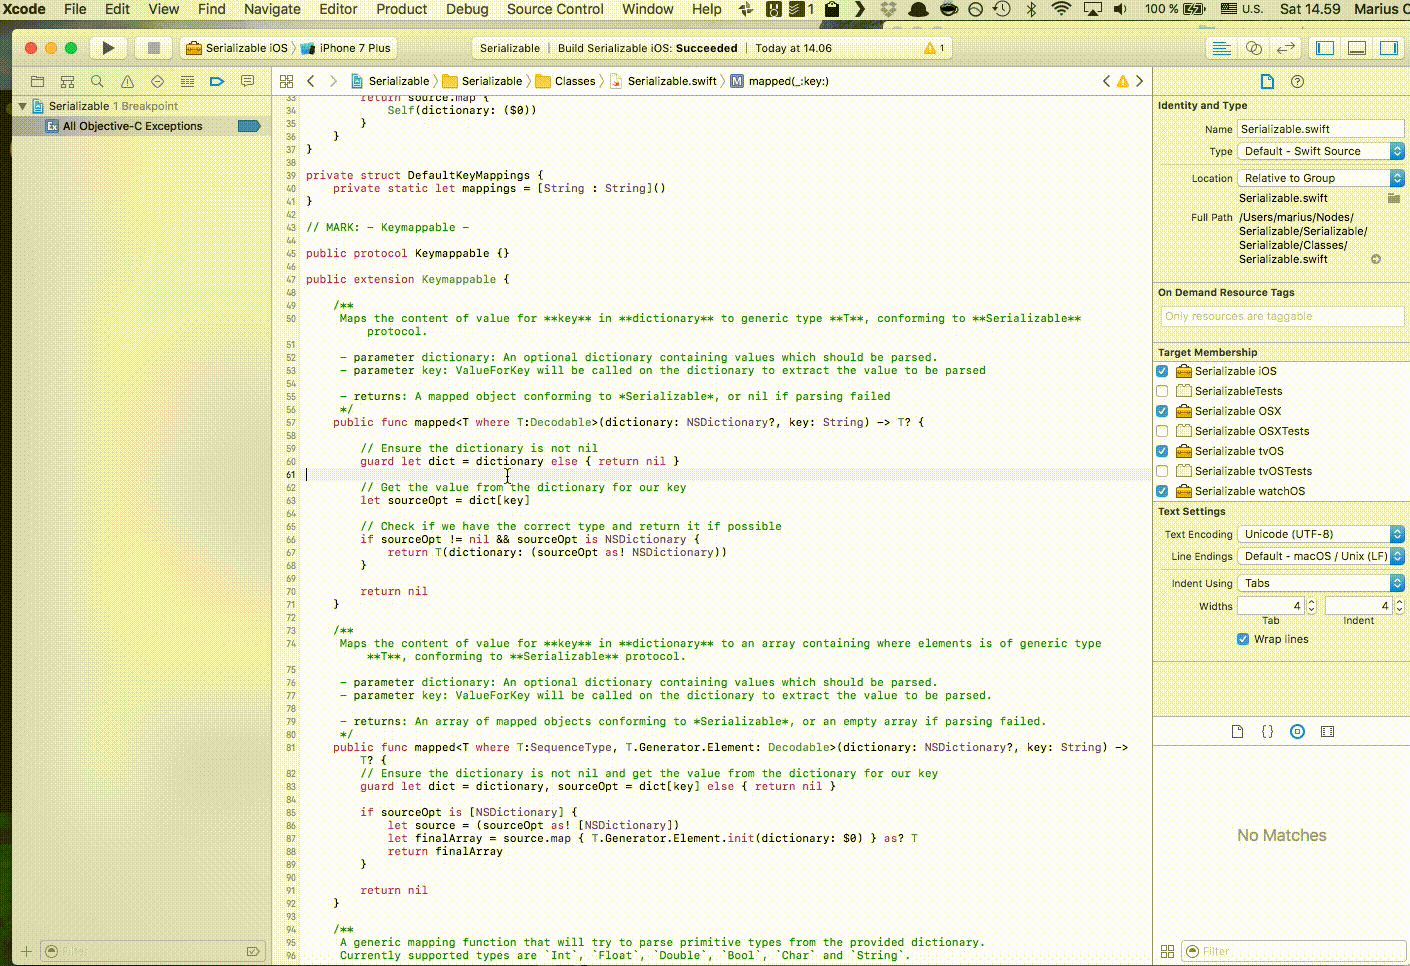 Xcode File Edit View Find Navigate Editor Product Debug Source Control Window Help 1 100 % U.S. Sat 14.59 Marius C
Serializable iOS iPhone 7 Plus Serializable | Build Serializable iOS: Succeeded | Today at 14.06 1
Serializable Serializable Classes Serializable.swift M mapped(_:key:)
Serializable 1 Breakpoint
Ex All Objective-C Exceptions
33 return source.map {
34 Self(dictionary: ($0))
35 }
36 }
37 }
38
39 private struct DefaultKeyMappings {
40 private static let mappings = [String : String]()
41 }
42
43 // MARK: - Keymappable -
44
45 public protocol Keymappable {}
46
47 public extension Keymappable {
48
49 /**
50 Maps the content of value for **key** in **dictionary** to generic type **T**, conforming to **Serializable**
protocol.
51
52 - parameter dictionary: An optional dictionary containing values which should be parsed.
53 - parameter key: ValueForKey will be called on the dictionary to extract the value to be parsed
54
55 - returns: A mapped object conforming to *Serializable*, or nil if parsing failed
56 */
57 public func mapped<T where T:Decodable>(dictionary: NSDictionary?, key: String) -> T? {
58
59 // Ensure the dictionary is not nil
60 guard let dict = dictionary else { return nil }
61
62 // Get the value from the dictionary for our key
63 let sourceOpt = dict[key]
64
65 // Check if we have the correct type and return it if possible
66 if sourceOpt != nil && sourceOpt is NSDictionary {
67 return T(dictionary: (sourceOpt as! NSDictionary))
68 }
69
70 return nil
71 }
72
73 /**
74 Maps the content of value for **key** in **dictionary** to an array containing where elements is of generic type
**T**, conforming to **Serializable** protocol.
75
76 - parameter dictionary: An optional dictionary containing values which should be parsed.
77 - parameter key: ValueForKey will be called on the dictionary to extract the value to be parsed.
78
79 - returns: An array of mapped objects conforming to *Serializable*, or an empty array if parsing failed.
80 */
81 public func mapped<T where T:SequenceType, T.Generator.Element: Decodable>(dictionary: NSDictionary?, key: String) ->
T? {
82 // Ensure the dictionary is not nil and get the value from the dictionary for our key
83 guard let dict = dictionary, sourceOpt = dict[key] else { return nil }
84
85 if sourceOpt is [NSDictionary] {
86 let source = (sourceOpt as! [NSDictionary])
87 let finalArray = source.map { T.Generator.Element.init(dictionary: $0) } as? T
88 return finalArray
89 }
90
91 return nil
92 }
93
94 /**
95 A generic mapping function that will try to parse primitive types from the provided dictionary.
96 Currently supported types are `Int`, `Float`, `Double`, `Bool`, `Char` and `String`.
Filter
Identity and Type
Name Serializable.swift
Type Default - Swift Source
Location Relative to Group
Serializable.swift
Full Path /Users/marius/Nodes/
Serializable/Serializable/
Serializable/Classes/
Serializable.swift
On Demand Resource Tags
Only resources are taggable
Target Membership
Serializable iOS
SerializableTests
Serializable OSX
Serializable OSXTests
Serializable tvOS
Serializable tvOSTests
Serializable watchOS
Text Settings
Text Encoding Unicode (UTF-8)
Line Endings Default - macOS / Unix (LF)
Indent Using Tabs
Widths 4 4
Tab Indent
Wrap lines
{}
No Matches
Filter